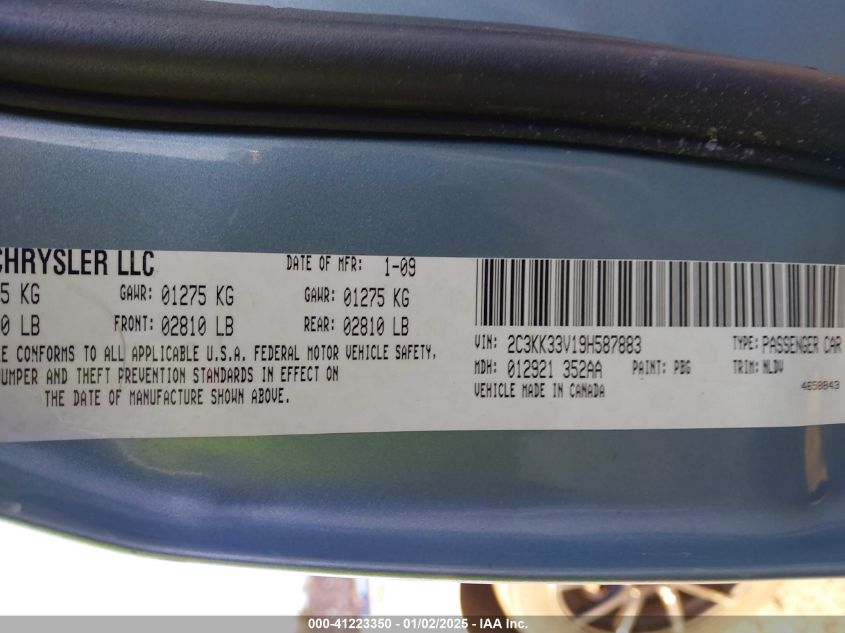 CHRYSLER LLC DATE OF MFR: 1-09
5 KG GAWR: 01275 KG GAWR: 01275 KG
0 LB FRONT: 02810 LB REAR: 02810 LB
E CONFORMS TO ALL APPLICABLE U.S.A. FEDERAL MOTOR VEHICLE SAFETY,
UMPER AND THEFT PREVENTION STANDARDS IN EFFECT ON
THE DATE OF MANUFACTURE SHOWN ABOVE.
VIN: 2C3KK33V19H587883 TYPE: PASSENGER CAR
MDH: 012921 352AA PAINT: PBG TRIM: NLDV
VEHICLE MADE IN CANADA 4658843
000-41223350 - 01/02/2025 - IAA Inc.